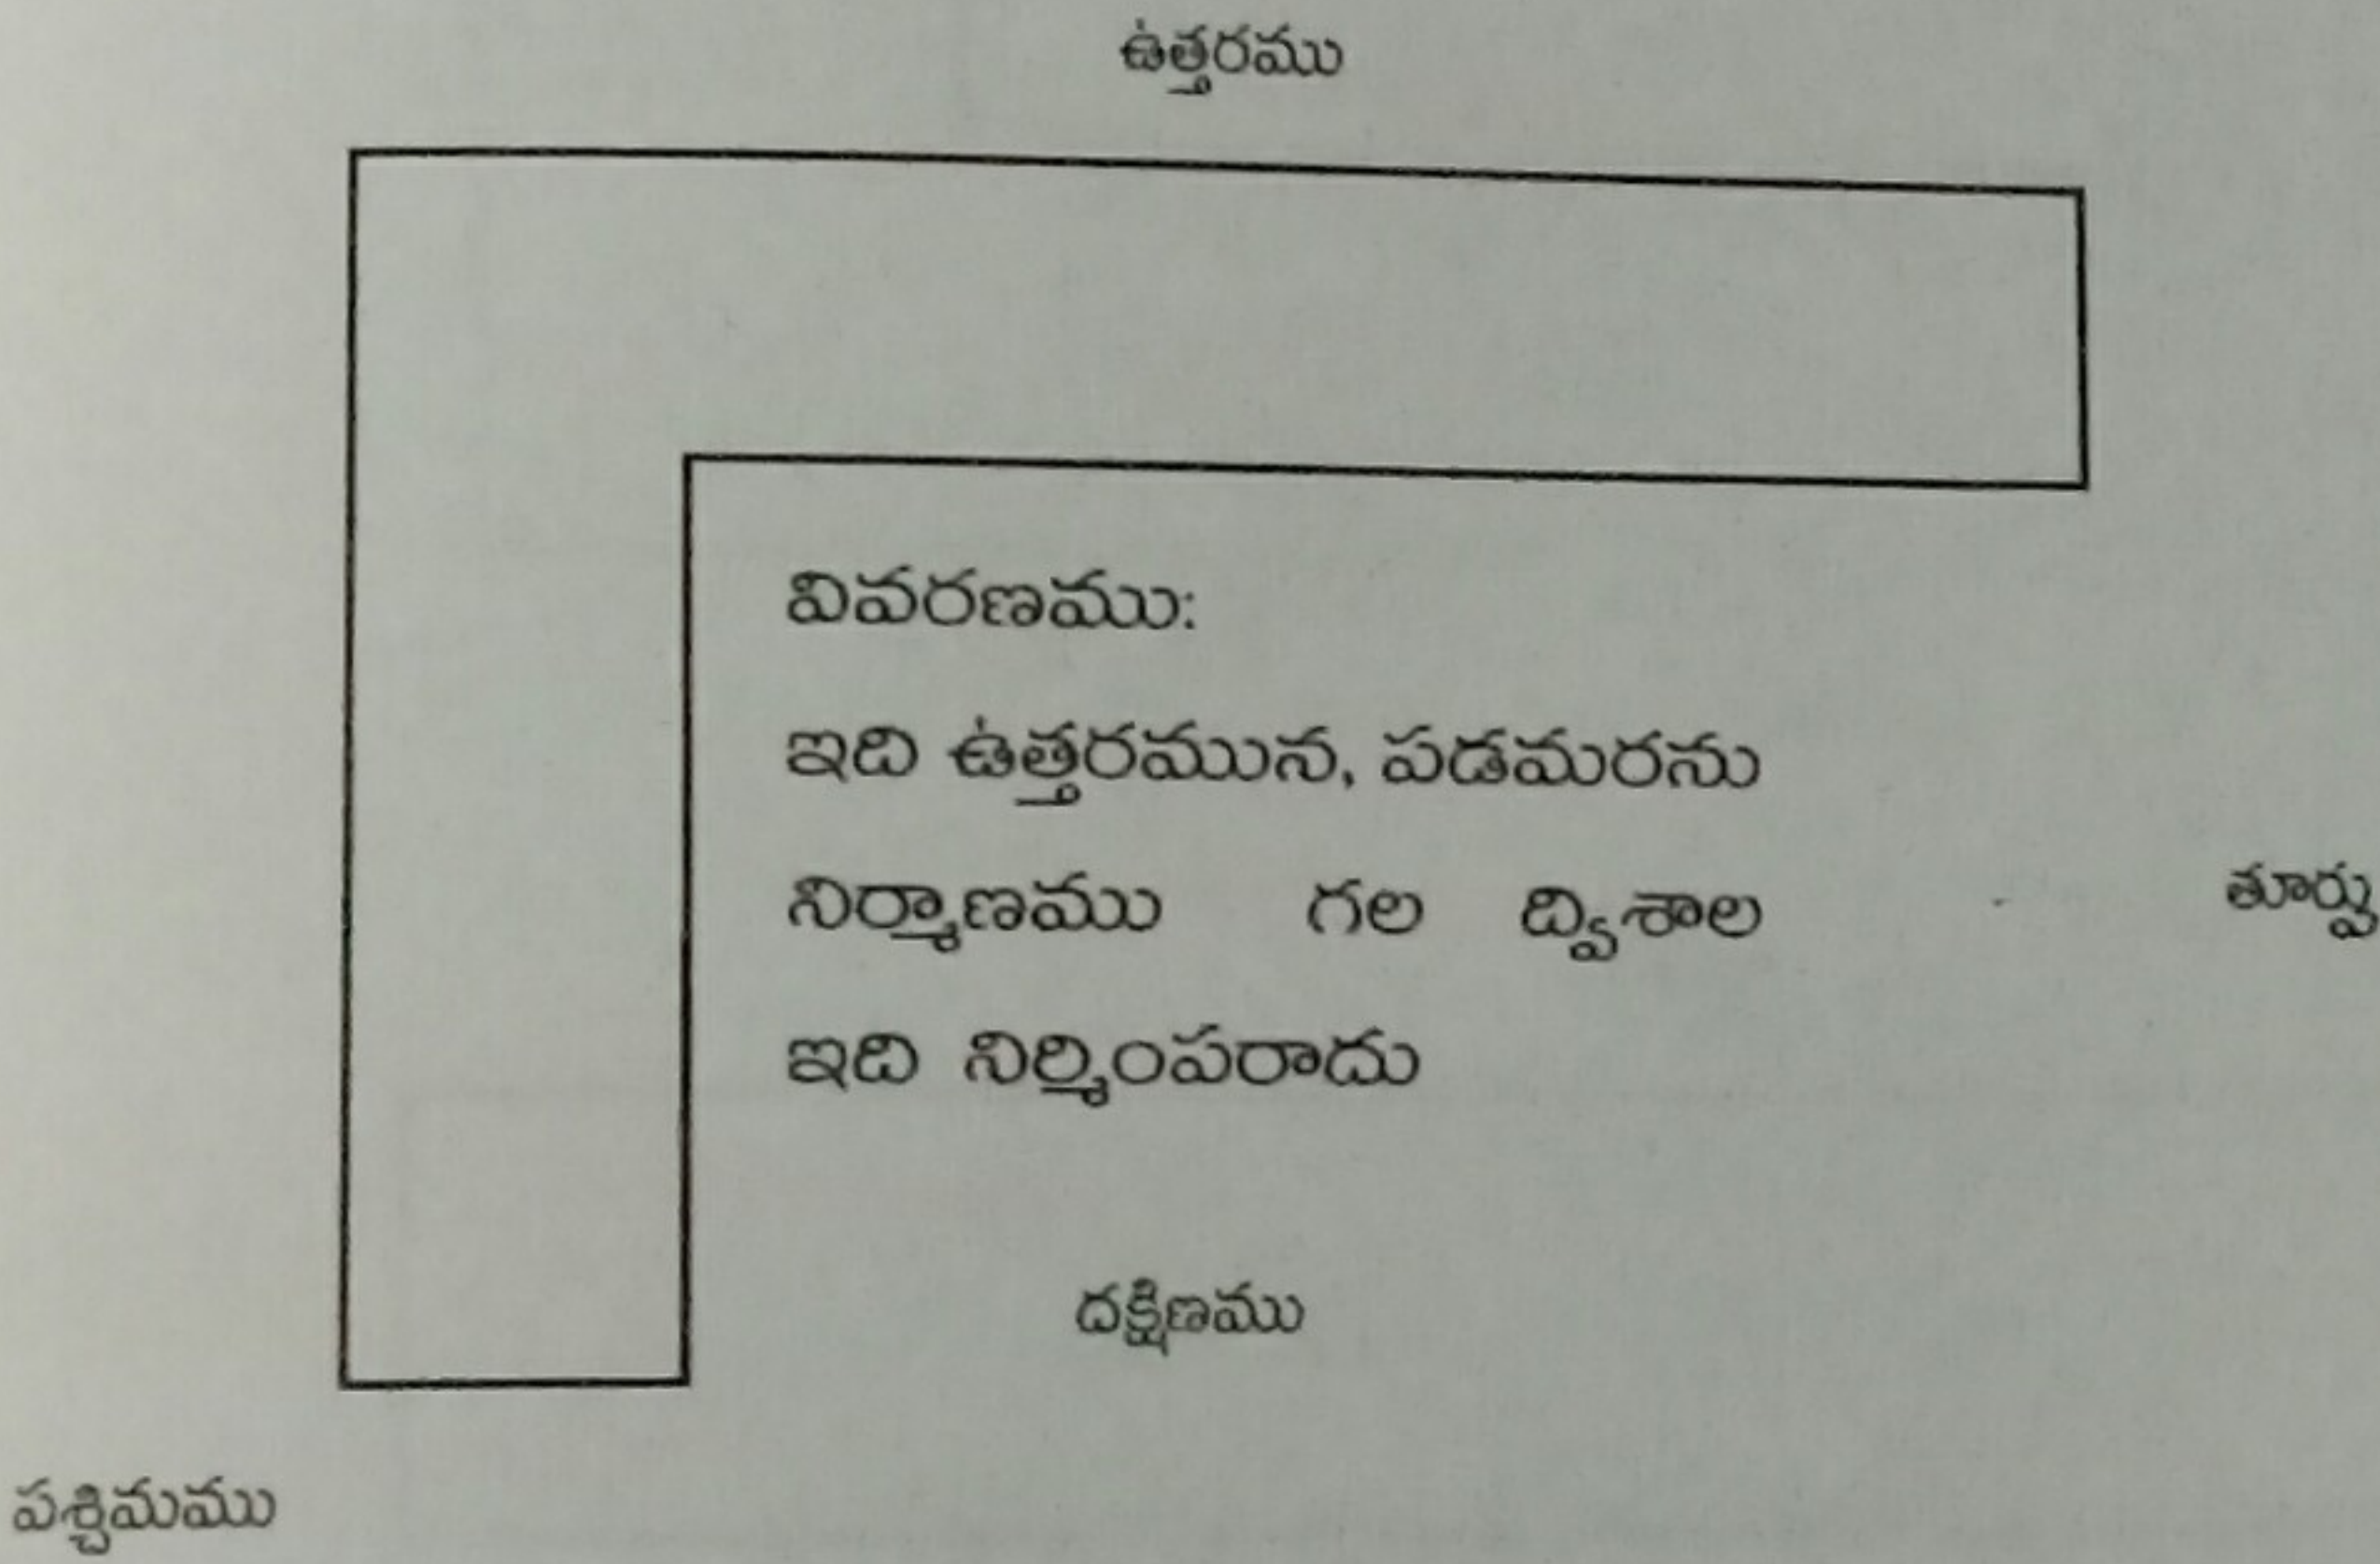 ఉత్తరము
వివరణము:
ఇది ఉత్తరమున, పడమరను
నిర్మాణము గల ద్విశాల
తూర్పు
ఇది నిర్మింపరాదు
దక్షిణము
పశ్చిమము